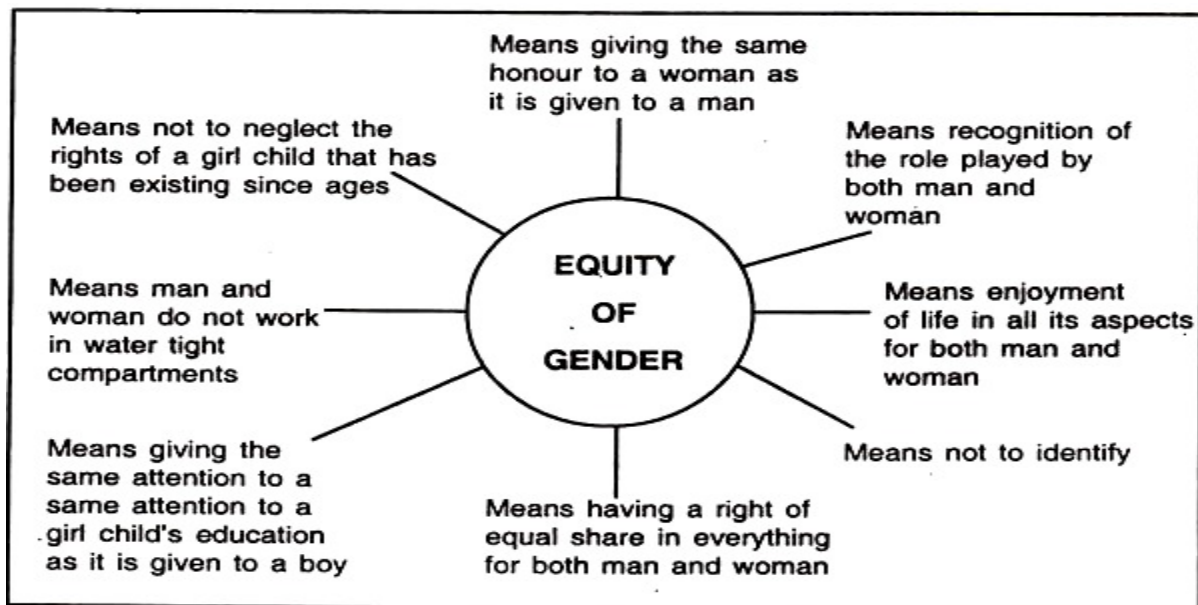 Means giving the same
honour to a woman as
it is given to a man
Means not to neglect the
rights of a girl child that has
been existing since ages
Means recognition of
the role played by
both man and
woman
EQUITY
OF
GENDER
Means man and
woman do not work
in water tight
compartments
Means enjoyment
of life in all its aspects
for both man and
woman
Means giving the
same attention to a
same attention to a
girl child's education
as it is given to a boy
Means not to identify
Means having a right of
equal share in everything
for both man and woman